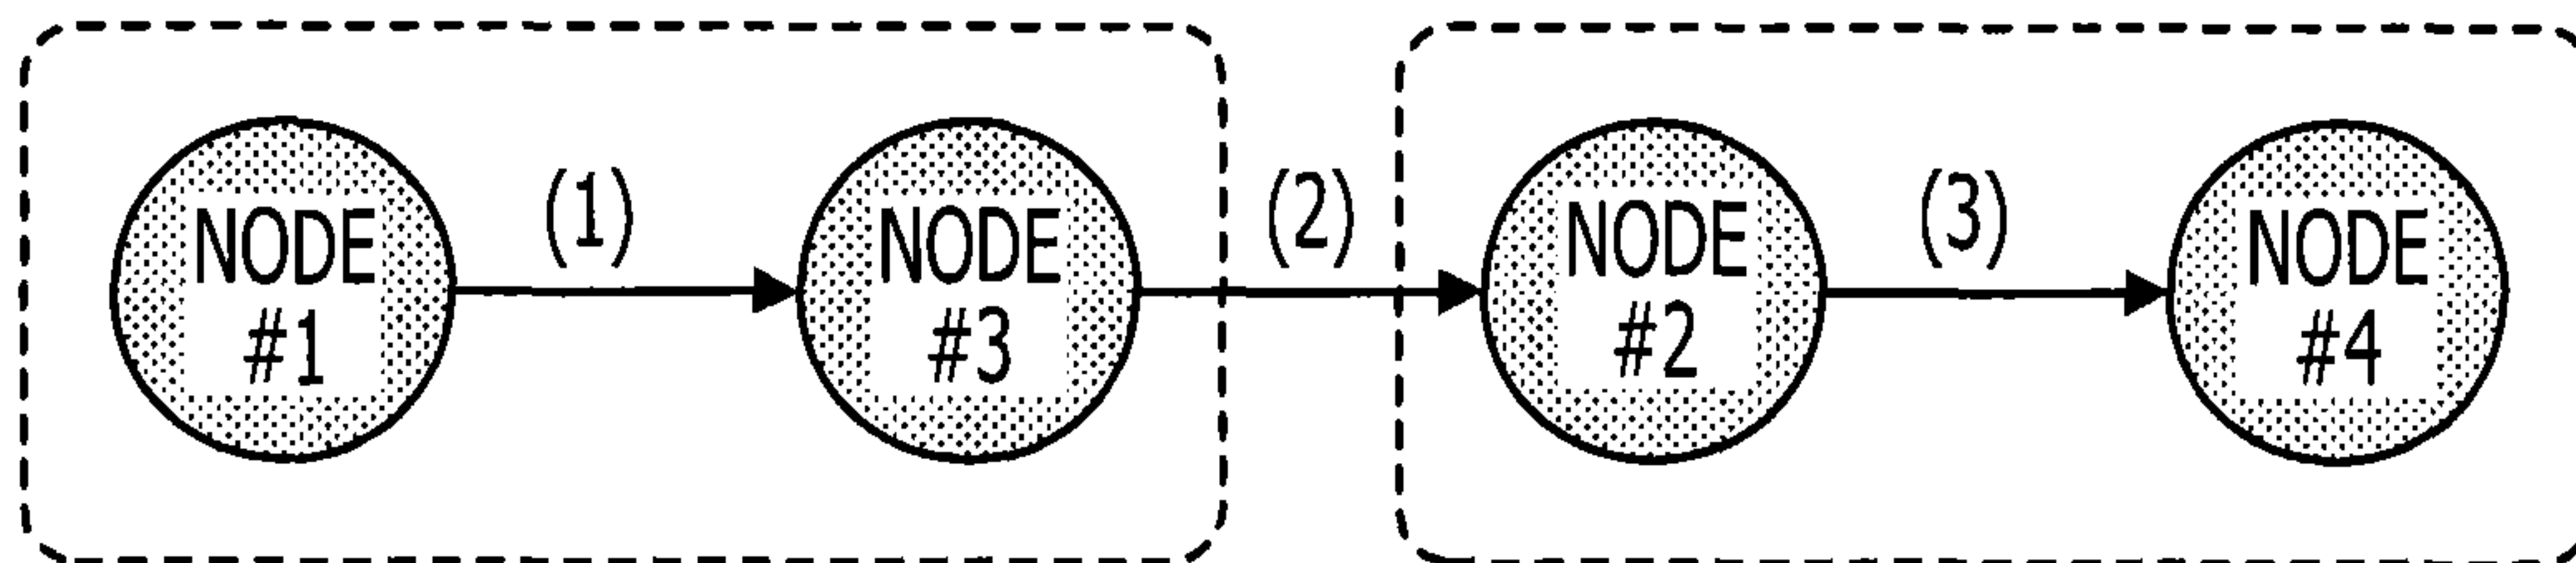 NODE
#1
(1)
NODE
#3
(2)
NODE
#2
(3)
NODE
#4